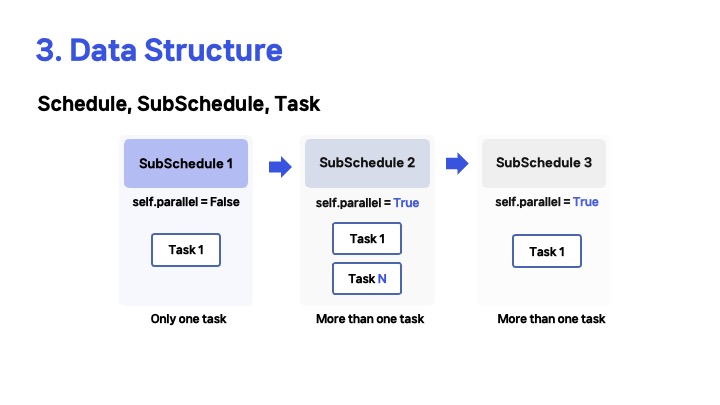 3. Data Structure
Schedule, SubSchedule, Task
SubSchedule 1
self.parallel = False
Task 1
Only one task
SubSchedule 2
self.parallel = True
Task 1
Task N
More than one task
SubSchedule 3
self.parallel = True
Task 1
More than one task